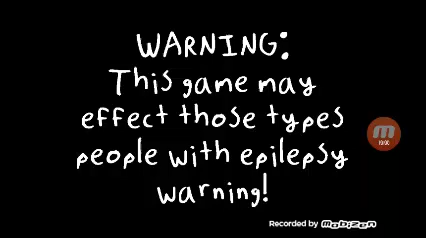 WARNING:
This game may
effect those types
people with epilepsy
warning!
Recorded by mobizen